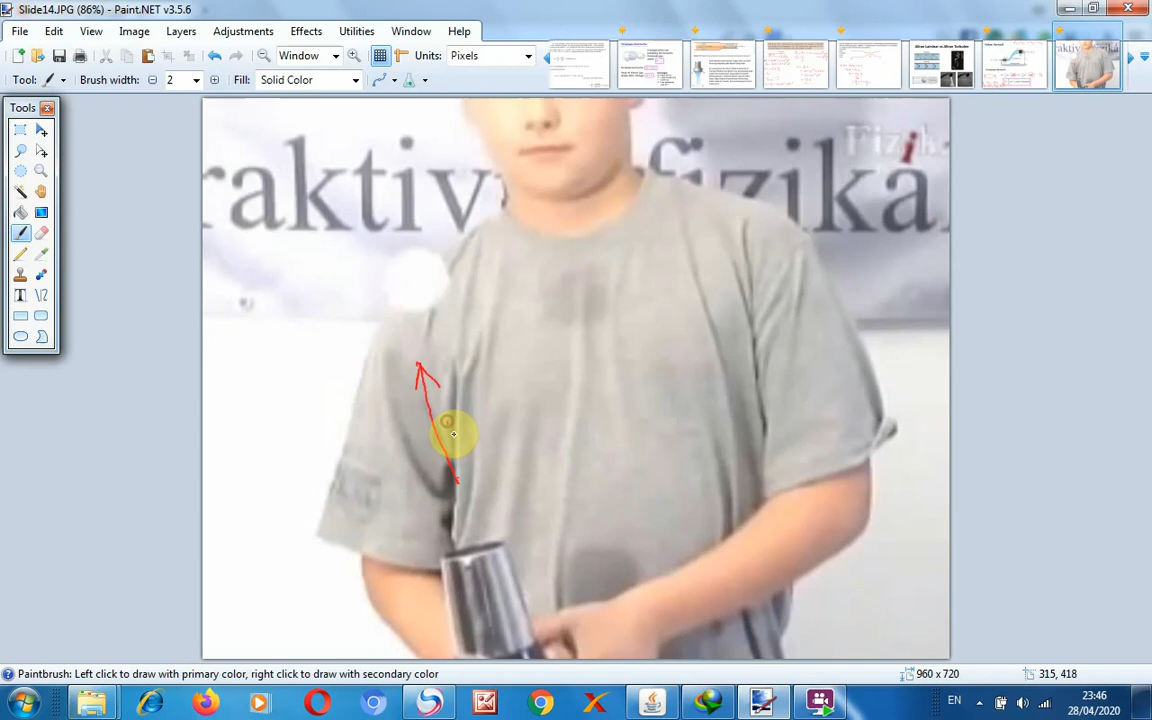 Slide14.JPG (86%) - Paint.NET v3.5.6
File Edit View Image Layers Adjustments Effects Utilities Window Help
Window Units: Pixels
Tool: Brush width: 2 Fill: Solid Color
Tools
Fizika
raktivn fizika
Paintbrush: Left click to draw with primary color, right click to draw with secondary color
960 x 720
315, 418
EN
23:46
28/04/2020